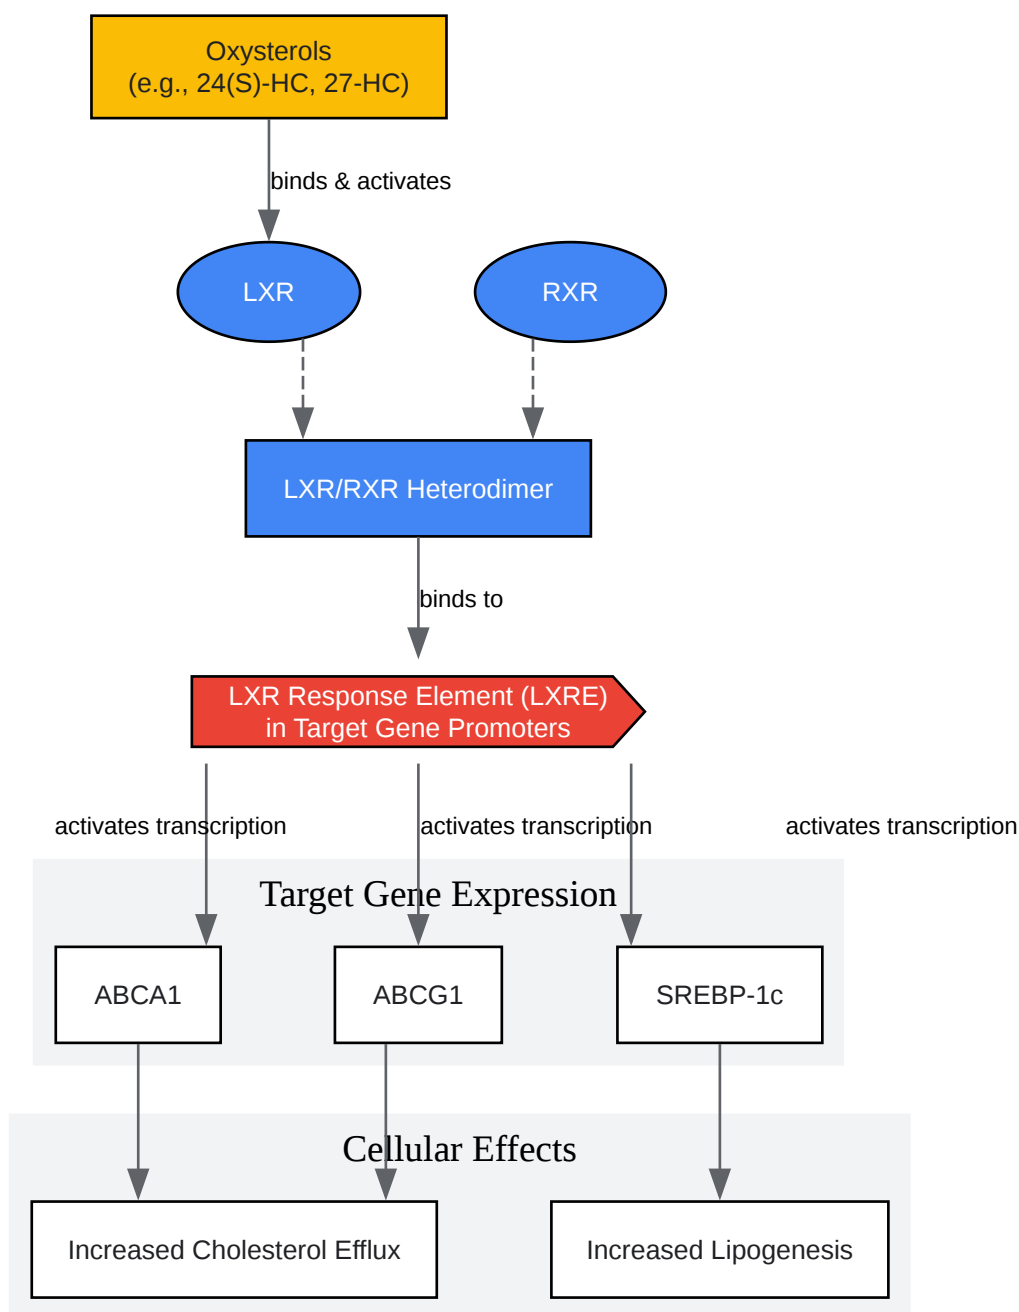 Oxysterols
(e.g., 24(S)-HC, 27-HC)
binds & activates
LXR
RXR
LXR/RXR Heterodimer
binds to
LXR Response Element (LXRE)
in Target Gene Promoters
activates transcription
activates transcription
activates transcription
Target Gene Expression
ABCA1
ABCG1
SREBP-1c
Cellular Effects
Increased Cholesterol Efflux
Increased Lipogenesis